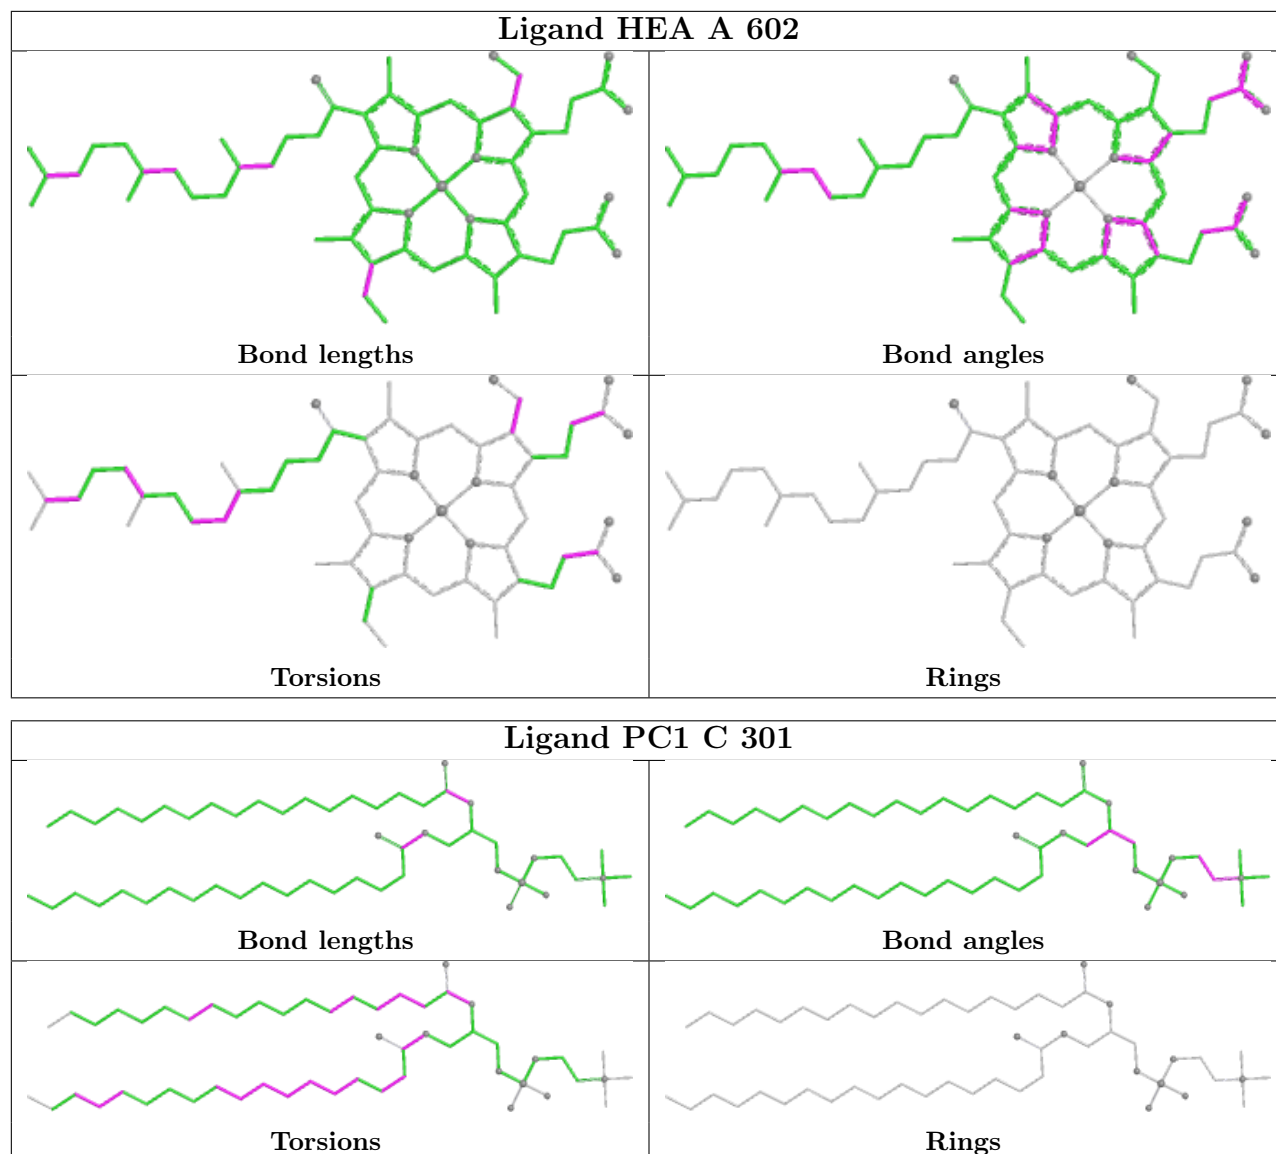 Ligand HEA A 602
Bond lengths
Bond angles
Torsions
Rings
Ligand PC1 C 301
Bond lengths
Bond angles
Torsions
Rings